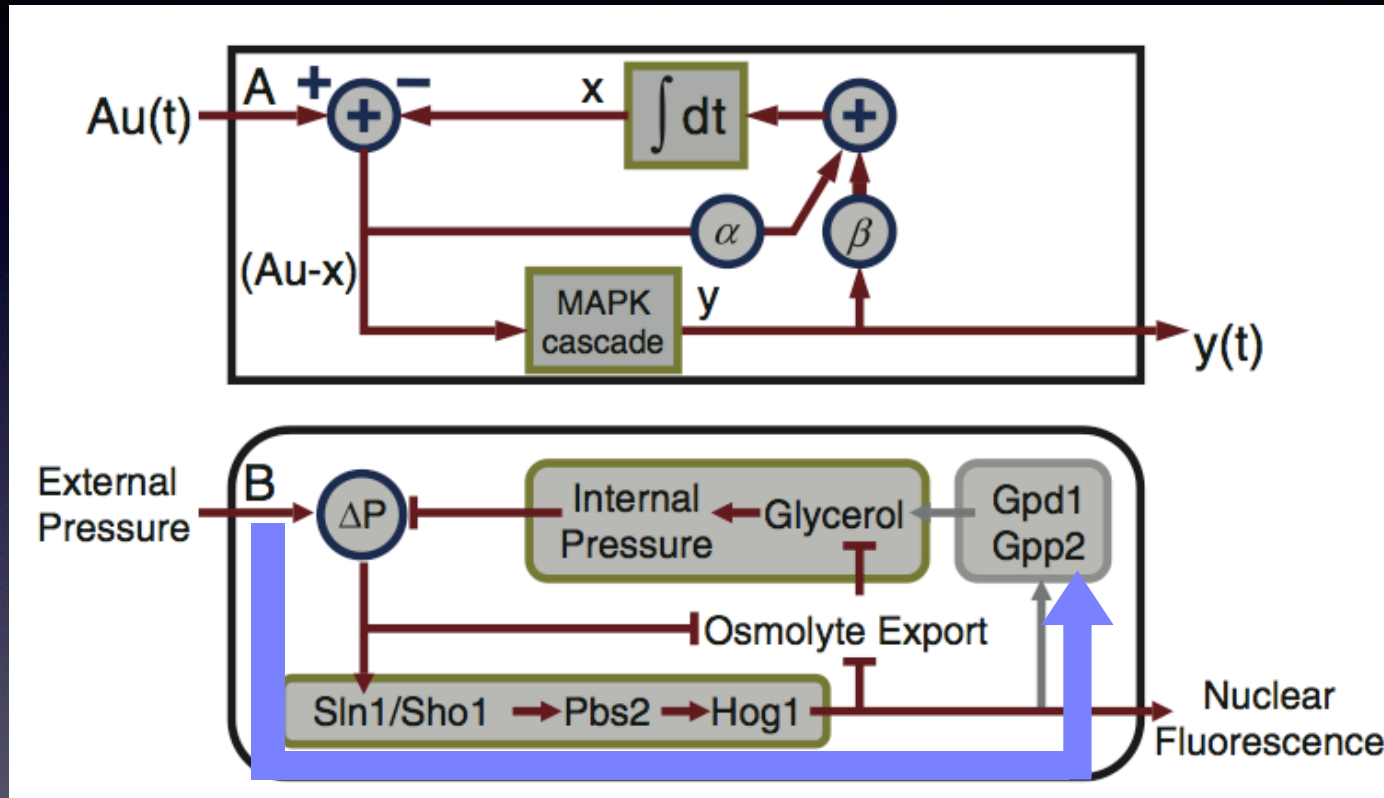 A
+
−
Au(t)
+
x
∫ dt
+
α
β
(Au-x)
MAPK
cascade
y
y(t)
B
External
Pressure
ΔP
Internal
Pressure
Glycerol
Gpd1
Gpp2
Osmolyte Export
Sln1/Sho1
Pbs2
Hog1
Nuclear
Fluorescence